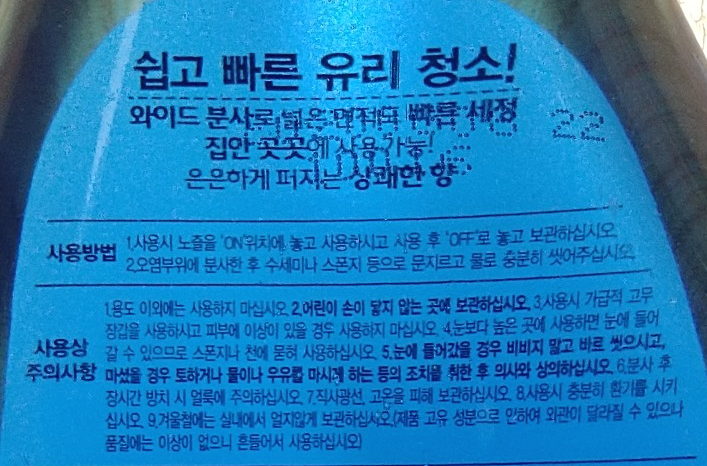 쉽고 빠른 유리 청소!
와이드 분사로 넓은 면적도 빠름 세정
22
집안 곳곳에 사용 가능!
은은하게 퍼지는 상쾌한 향
사용방법
1.사용시 노즐을 'ON'위치에 놓고 사용하시고 사용 후 'OFF'로 놓고 보관하십시오.
2.오염부위에 분사한 후 수세미나 스폰지 등으로 문지르고 물로 충분히 씻어주십시오.
사용상
주의사항
1.용도 이외에는 사용하지 마십시오. 2.어린이 손이 닿지 않는 곳에 보관하십시오. 3.사용시 가급적 고무
장갑을 사용하시고 피부에 이상이 있을 경우 사용하지 마십시오. 4.눈보다 높은 곳에 사용하면 눈에 들어
갈 수 있으므로 스폰지나 천에 묻혀 사용하십시오. 5.눈에 들어갔을 경우 비비지 말고 바로 씻으시고,
마셨을 경우 토하거나 물이나 우유를 마시게 하는 등의 조치를 취한 후 의사와 상의하십시오. 6.분사 후
장시간 방치 시 얼룩에 주의하십시오. 7.직사광선, 고온을 피해 보관하십시오. 8.사용시 충분히 환기를 시키
십시오. 9.겨울철에는 실내에서 얼지않게 보관하십시오.(제품 고유 성분으로 인하여 외관이 달라질 수 있으나
품질에는 이상이 없으니 흔들어서 사용하십시오)